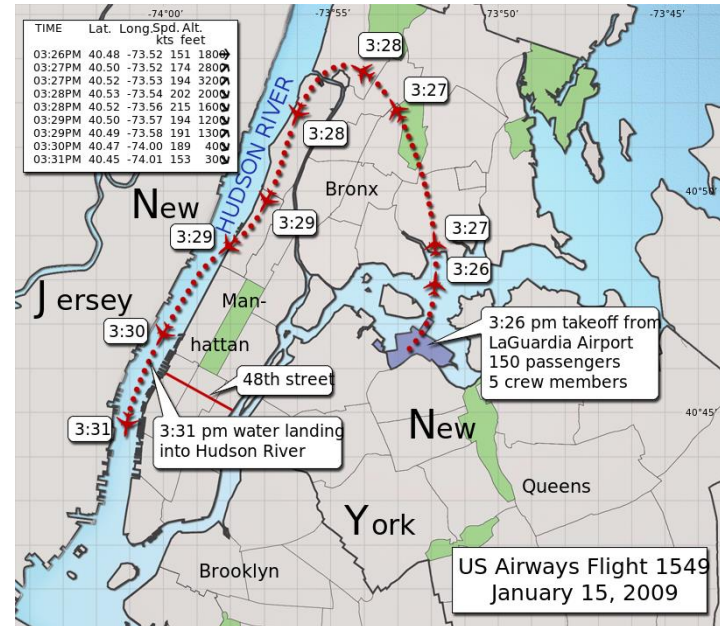 -74°00'
-73°55'
-73°50'
-73°45'
TIME Lat. Long. Spd. Alt.
kts feet
03:26PM 40.48 -73.52 151 1800
03:27PM 40.50 -73.52 174 2800
03:27PM 40.52 -73.53 194 3200
03:28PM 40.53 -73.54 202 2000
03:28PM 40.52 -73.56 215 1600
03:29PM 40.50 -73.57 194 1200
03:29PM 40.49 -73.58 191 1300
03:30PM 40.47 -74.00 189 400
03:31PM 40.45 -74.01 153 300
HUDSON RIVER
3:28
3:27
3:28
Bronx
40°50'
New
3:29
3:29
3:27
3:26
Jersey
Man-
hattan
3:30
3:26 pm takeoff from
LaGuardia Airport
150 passengers
5 crew members
48th street
40°45'
3:31
3:31 pm water landing
into Hudson River
New
Queens
York
Brooklyn
US Airways Flight 1549
January 15, 2009